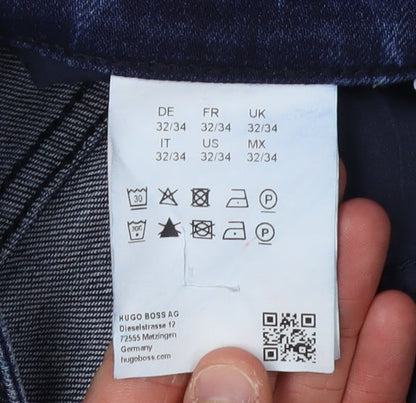 DE FR UK
32/34 32/34 32/34
IT US MX
32/34 32/34 32/34
30 P
30C P
HUGO BOSS AG
Dieselstrasse 12
72555 Metzingen
Germany
hugoboss.com